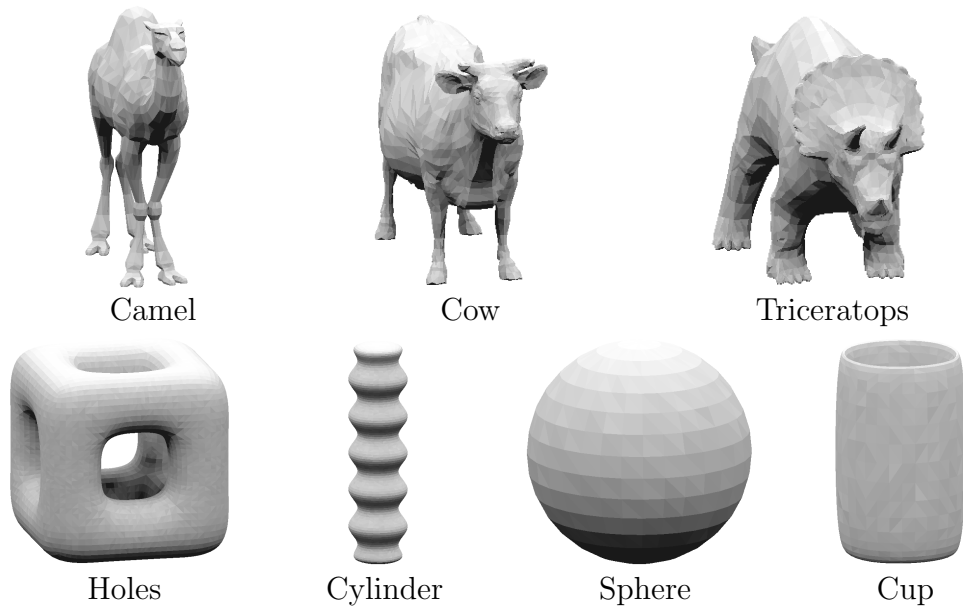 Camel
Cow
Triceratops
Holes
Cylinder
Sphere
Cup